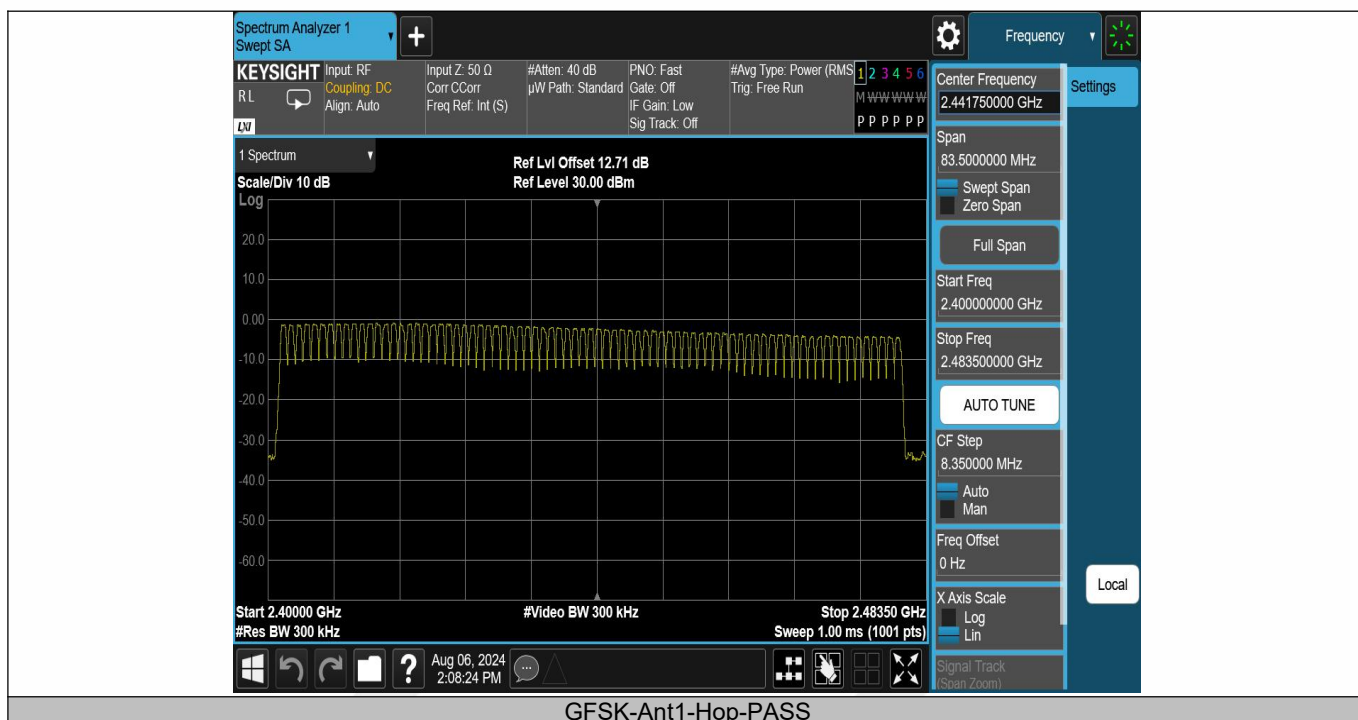 Spectrum Analyzer 1
Swept SA
+
Frequency
KEYSIGHT
RL
LXI
Input: RF
Coupling: DC
Align: Auto
Input Z: 50 Ω
Corr CCorr
Freq Ref: Int (S)
#Atten: 40 dB
µW Path: Standard
PNO: Fast
Gate: Off
IF Gain: Low
Sig Track: Off
#Avg Type: Power (RMS
Trig: Free Run
1 2 3 4 5 6
M W W W W W
P P P P P P
1 Spectrum
Scale/Div 10 dB
Log
Ref Lvl Offset 12.71 dB
Ref Level 30.00 dBm
20.0
10.0
0.00
-10.0
-20.0
-30.0
-40.0
-50.0
-60.0
Start 2.40000 GHz
#Res BW 300 kHz
#Video BW 300 kHz
Stop 2.48350 GHz
Sweep 1.00 ms (1001 pts)
Center Frequency
2.441750000 GHz
Span
83.5000000 MHz
Swept Span
Zero Span
Full Span
Start Freq
2.400000000 GHz
Stop Freq
2.483500000 GHz
AUTO TUNE
CF Step
8.350000 MHz
Auto
Man
Freq Offset
0 Hz
X Axis Scale
Log
Lin
Signal Track
(Span Zoom)
Settings
Local
?
Aug 06, 2024
2:08:24 PM
GFSK-Ant1-Hop-PASS